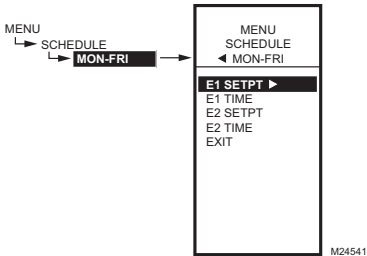 MENU
SCHEDULE
MON-FRI
MENU
SCHEDULE
◄ MON-FRI
E1 SETPT ►
E1 TIME
E2 SETPT
E2 TIME
EXIT
M24541